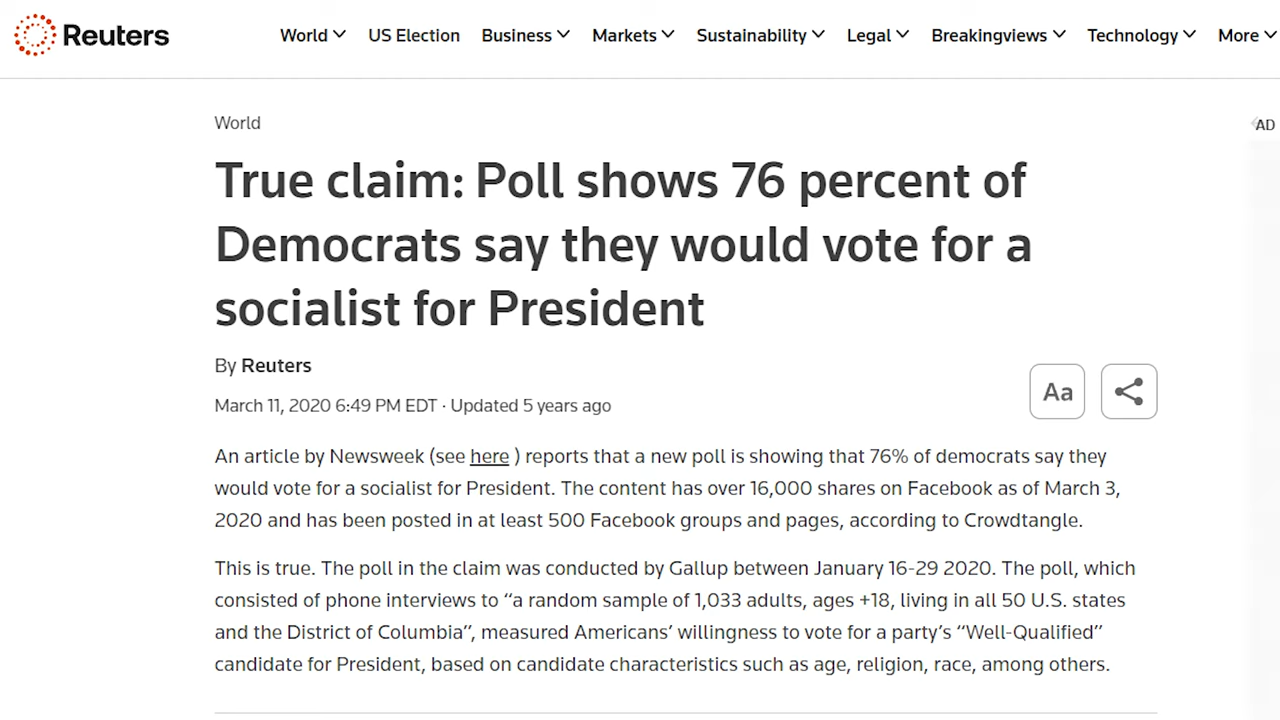 Reuters
World US Election Business Markets Sustainability Legal Breakingviews Technology More
World
AD
True claim: Poll shows 76 percent of
Democrats say they would vote for a
socialist for President
By Reuters
March 11, 2020 6:49 PM EDT · Updated 5 years ago
Aa
An article by Newsweek (see here ) reports that a new poll is showing that 76% of democrats say they
would vote for a socialist for President. The content has over 16,000 shares on Facebook as of March 3,
2020 and has been posted in at least 500 Facebook groups and pages, according to Crowdtangle.
This is true. The poll in the claim was conducted by Gallup between January 16-29 2020. The poll, which
consisted of phone interviews to “a random sample of 1,033 adults, ages +18, living in all 50 U.S. states
and the District of Columbia”, measured Americans’ willingness to vote for a party’s “Well-Qualified”
candidate for President, based on candidate characteristics such as age, religion, race, among others.